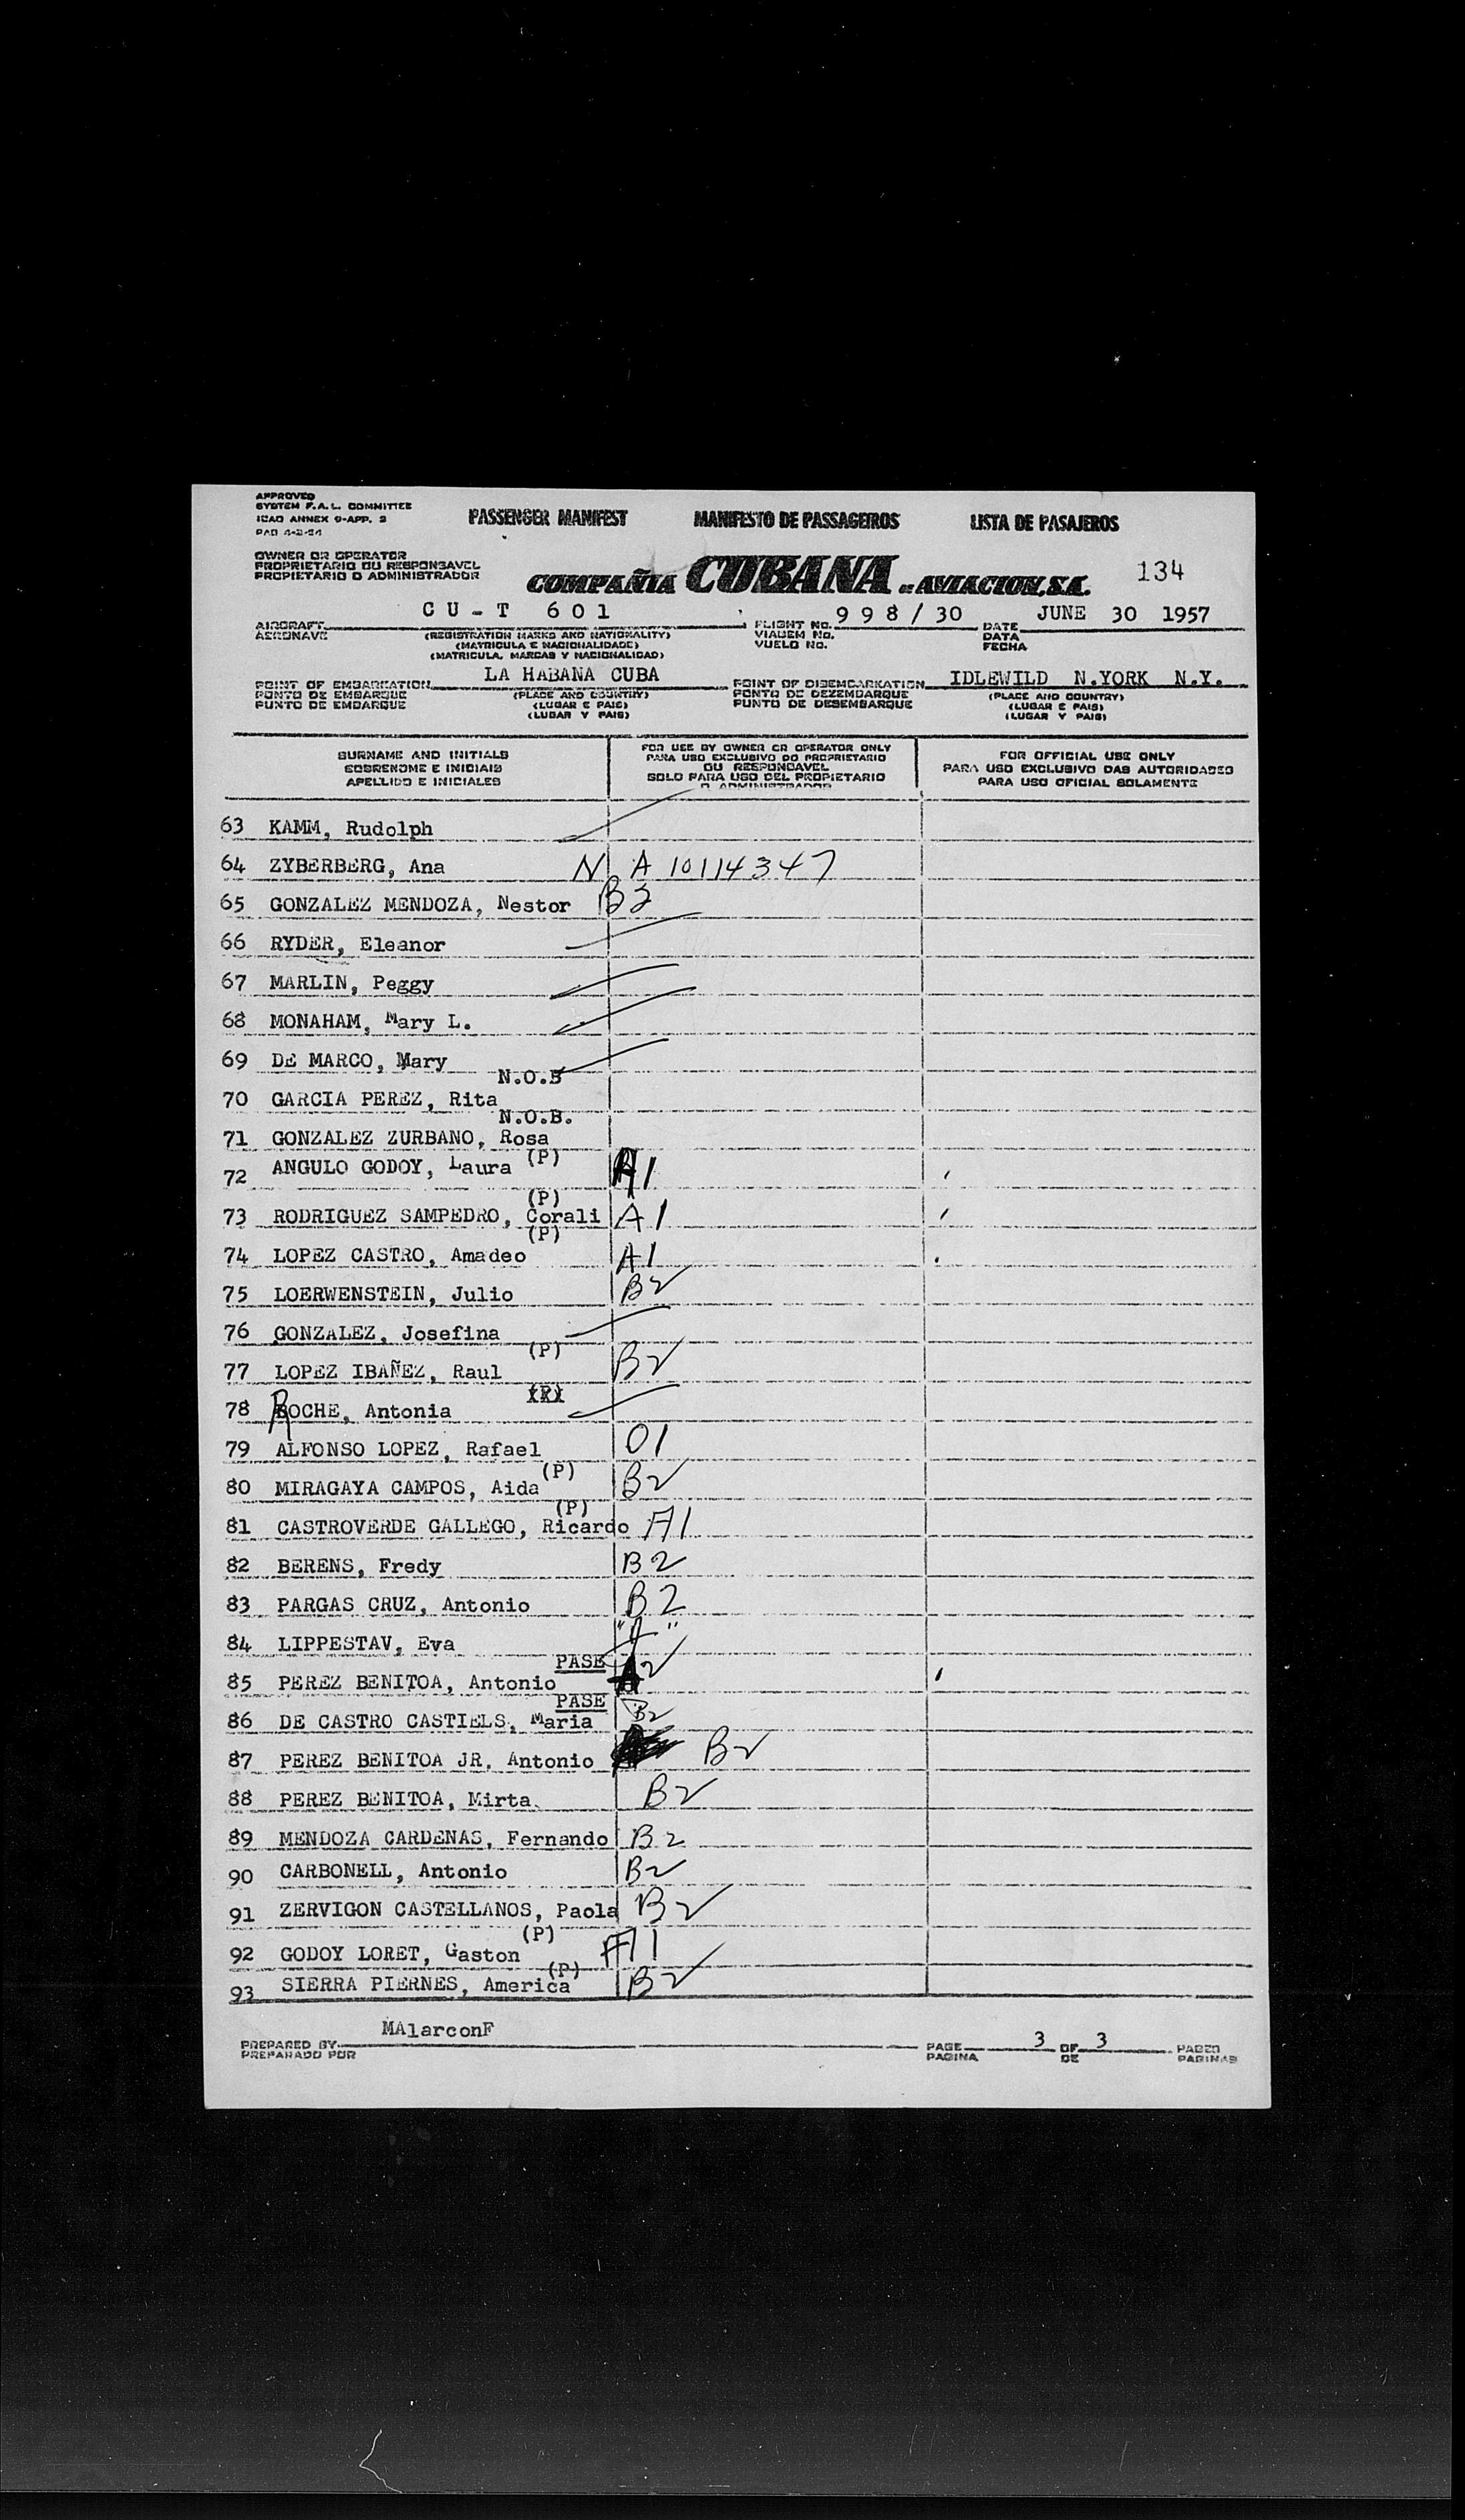 APPROVED
SYSTEM F.A.L. COMMITTEE
ICAO ANNEX 9-APP. 3
PASSENGER MANIFEST MANIFESTO DE PASSAGEIROS LISTA DE PASAJEROS
OWNER OR OPERATOR
PROPRIETARIO OU RESPONSAVEL
PROPIETARIO O ADMINISTRADOR
COMPAÑIA CUBANA DE AVIACION, S.A. 134
AIRCRAFT CU-T 601 FLIGHT No. 998/30 DATE JUNE 30 1957
AERONAVE (REGISTRATION MARKS AND NATIONALITY) VIAGEM No. DATA
(MATRICULA E NACIONALIDADE) VUELO No. FECHA
(MATRICULA, MARCAS Y NACIONALIDAD)
POINT OF EMBARKATION LA HABANA CUBA POINT OF DISEMBARKATION IDLEWILD N.YORK N.Y.
PONTO DE EMBARQUE (PLACE AND COUNTRY) PONTO DE DEZEMBARQUE (PLACE AND COUNTRY)
PUNTO DE EMBARQUE (LUGAR E PAIS) PUNTO DE DESEMBARQUE (LUGAR E PAIS)
(LUGAR Y PAIS) (LUGAR Y PAIS)
SURNAME AND INITIALS
SOBRENOME E INICIAIS
APELLIDO E INICIALES
FOR USE BY OWNER OR OPERATOR ONLY
PARA USO EXCLUSIVO DO PROPRIETARIO
OU RESPONSAVEL
SOLO PARA USO DEL PROPIETARIO
O ADMINISTRADOR
FOR OFFICIAL USE ONLY
PARA USO EXCLUSIVO DAS AUTORIDADES
PARA USO OFICIAL SOLAMENTE
63 KAMM, Rudolph
64 ZYBERBERG, Ana N A 10114347
65 GONZALEZ MENDOZA, Nestor B2
66 RYDER, Eleanor
67 MARLIN, Peggy
68 MONAHAM, Mary L.
69 DE MARCO, Mary
N.O.B
70 GARCIA PEREZ, Rita
N.O.B.
71 GONZALEZ ZURBANO, Rosa
72 ANGULO GODOY, Laura (P) A1
(P)
73 RODRIGUEZ SAMPEDRO, Corali A1
(P)
74 LOPEZ CASTRO, Amadeo A1
75 LOERWENSTEIN, Julio B2
76 GONZALEZ, Josefina
(P)
77 LOPEZ IBAÑEZ, Raul B2
78 ROCHE, Antonia
79 ALFONSO LOPEZ, Rafael O1
(P)
80 MIRAGAYA CAMPOS, Aida B2
(P)
81 CASTROVERDE GALLEGO, Ricardo A1
82 BERENS, Fredy B2
83 PARGAS CRUZ, Antonio B2
84 LIPPESTAV, Eva "A"
PASE
85 PEREZ BENITOA, Antonio A2
PASE
86 DE CASTRO CASTIELS, Maria B2
87 PEREZ BENITOA JR, Antonio B2
88 PEREZ BENITOA, Mirta. B2
89 MENDOZA CARDENAS, Fernando B2
90 CARBONELL, Antonio B2
91 ZERVIGON CASTELLANOS, Paola B2
(P)
92 GODOY LORET, Gaston A1
(P)
93 SIERRA PIERNES, America B2
PREPARED BY MAlarconF PAGE 3 OF 3 PAGES
PREPARADO POR PAGINA DE PAGINAS